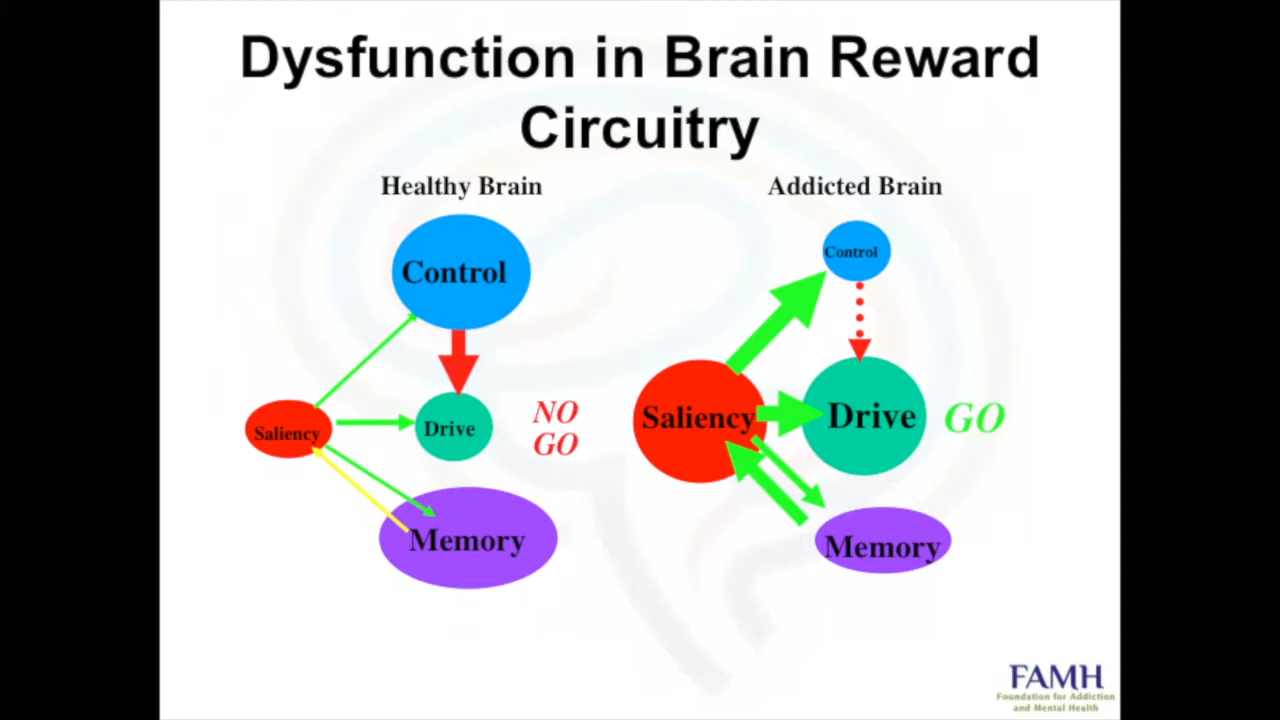 Dysfunction in Brain Reward
Circuitry
Healthy Brain
Addicted Brain
Control
Saliency
Drive
NO
GO
Memory
Control
Saliency
Drive
GO
Memory
FAMH
Foundation for Addiction
and Mental Health